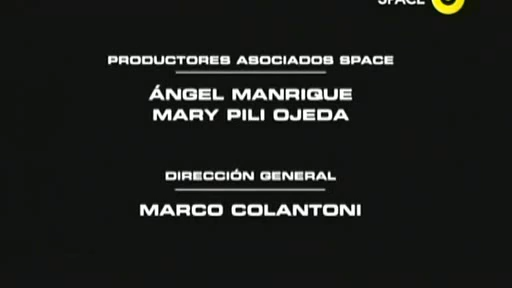 SPACE
PRODUCTORES ASOCIADOS SPACE
ÁNGEL MANRIQUE
MARY PILI OJEDA
DIRECCIÓN GENERAL
MARCO COLANTONI